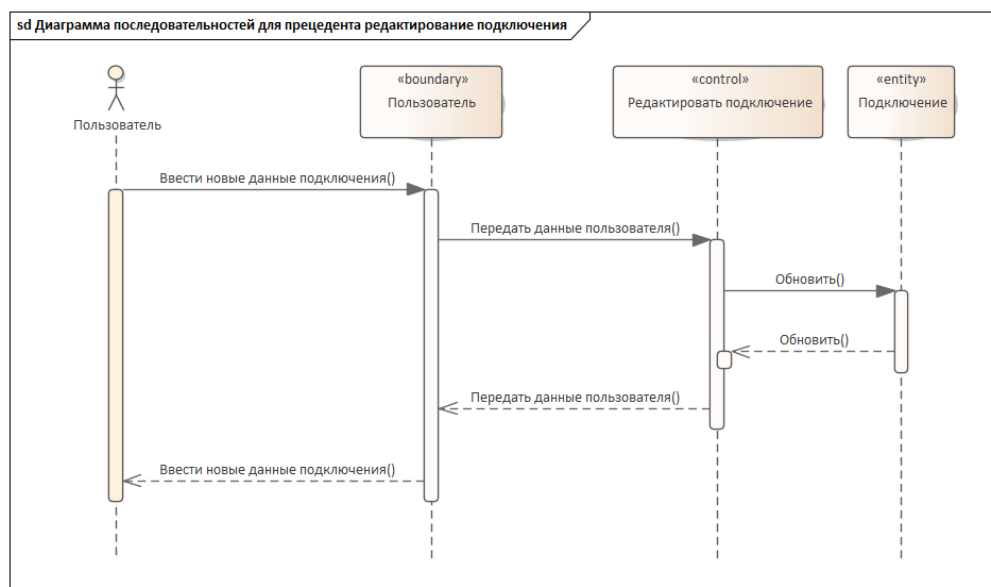 sd Диаграмма последовательностей для прецедента редактирование подключения
Пользователь
«boundary»
Пользователь
«control»
Редактировать подключение
«entity»
Подключение
Ввести новые данные подключения()
Передать данные пользователя()
Обновить()
Обновить()
Передать данные пользователя()
Ввести новые данные подключения()